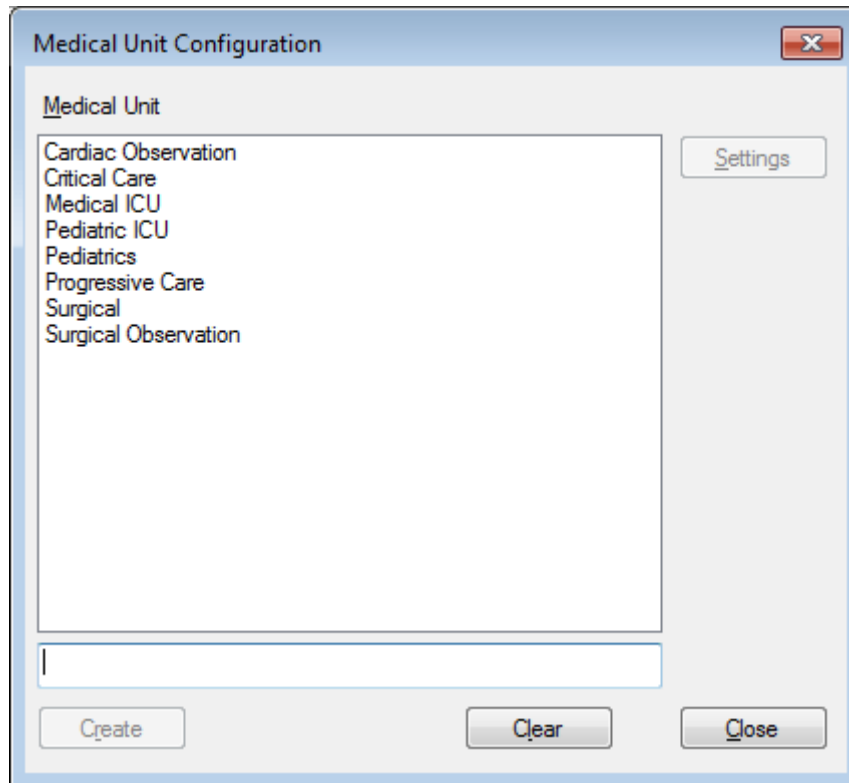 Medical Unit Configuration
Medical Unit
Cardiac Observation
Critical Care
Medical ICU
Pediatric ICU
Pediatrics
Progressive Care
Surgical
Surgical Observation
Settings
Create
Clear
Close